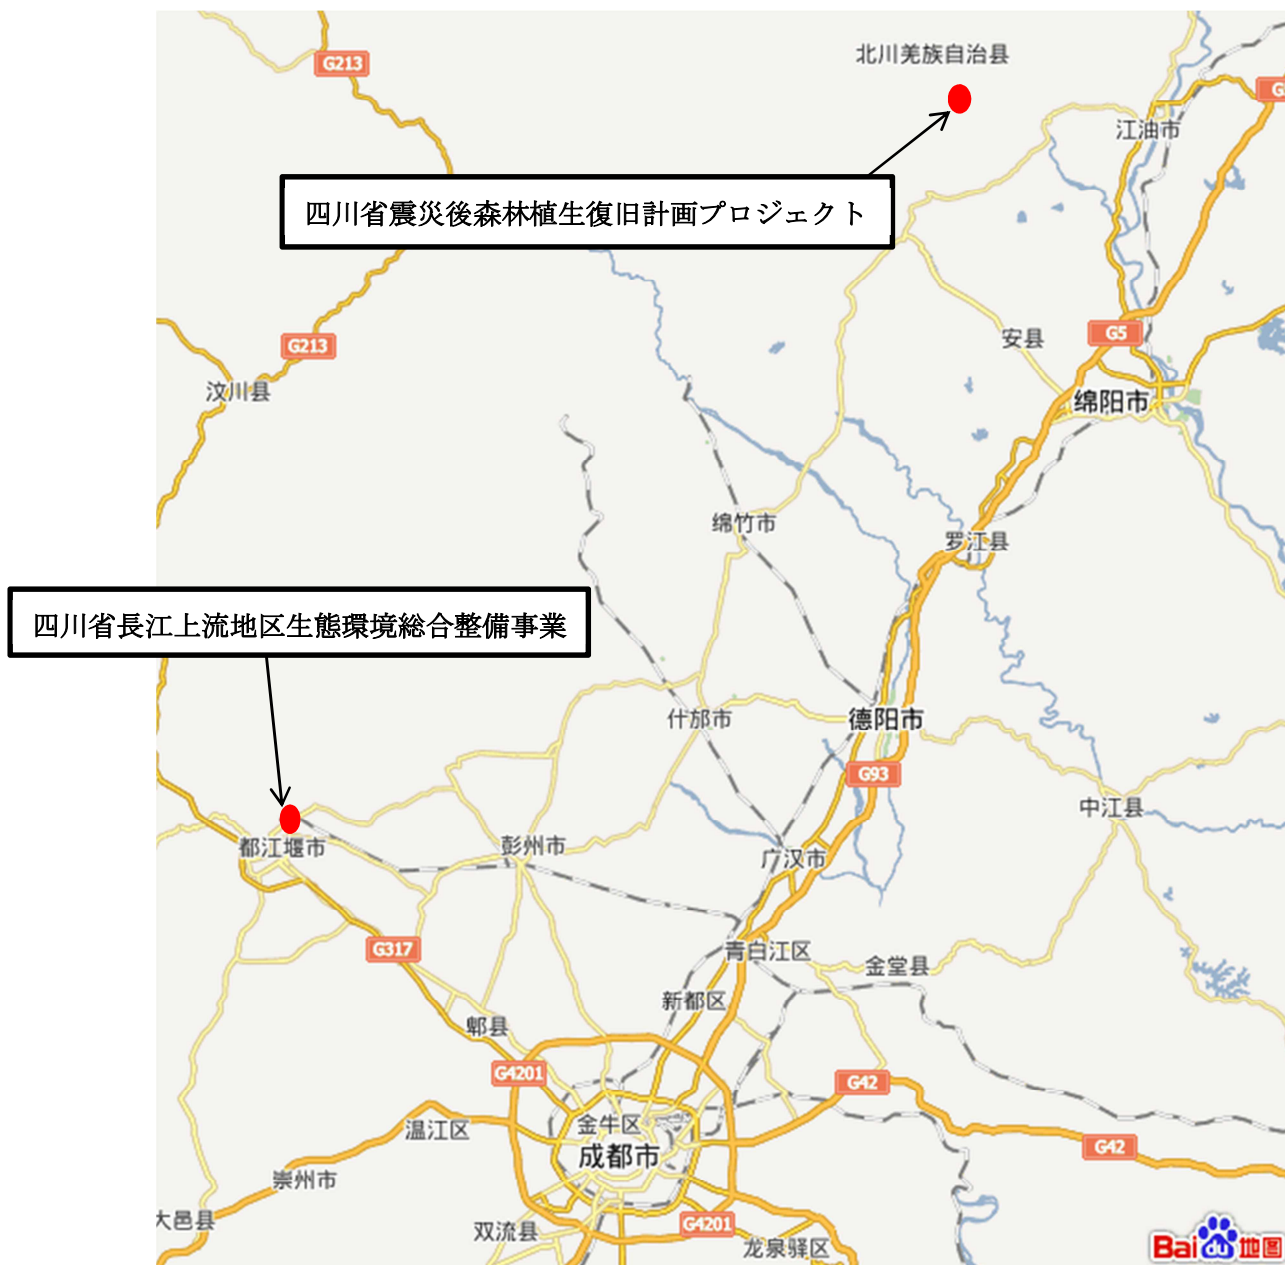 北川羌族自治县
G213
江油市
四川省震災後森林植生復旧計画プロジェクト
G5
安县
G213
汶川县
绵阳市
绵竹市
罗江县
四川省長江上流地区生態環境総合整備事業
什邡市
德阳市
G93
中江县
都江堰市
彭州市
广汉市
G317
青白江区
金堂县
新都区
郫县
G4201
G42
金牛区
温江区
成都市
G42
崇州市
大邑县
双流县
G4201
龙泉驿区
Bai du 地图